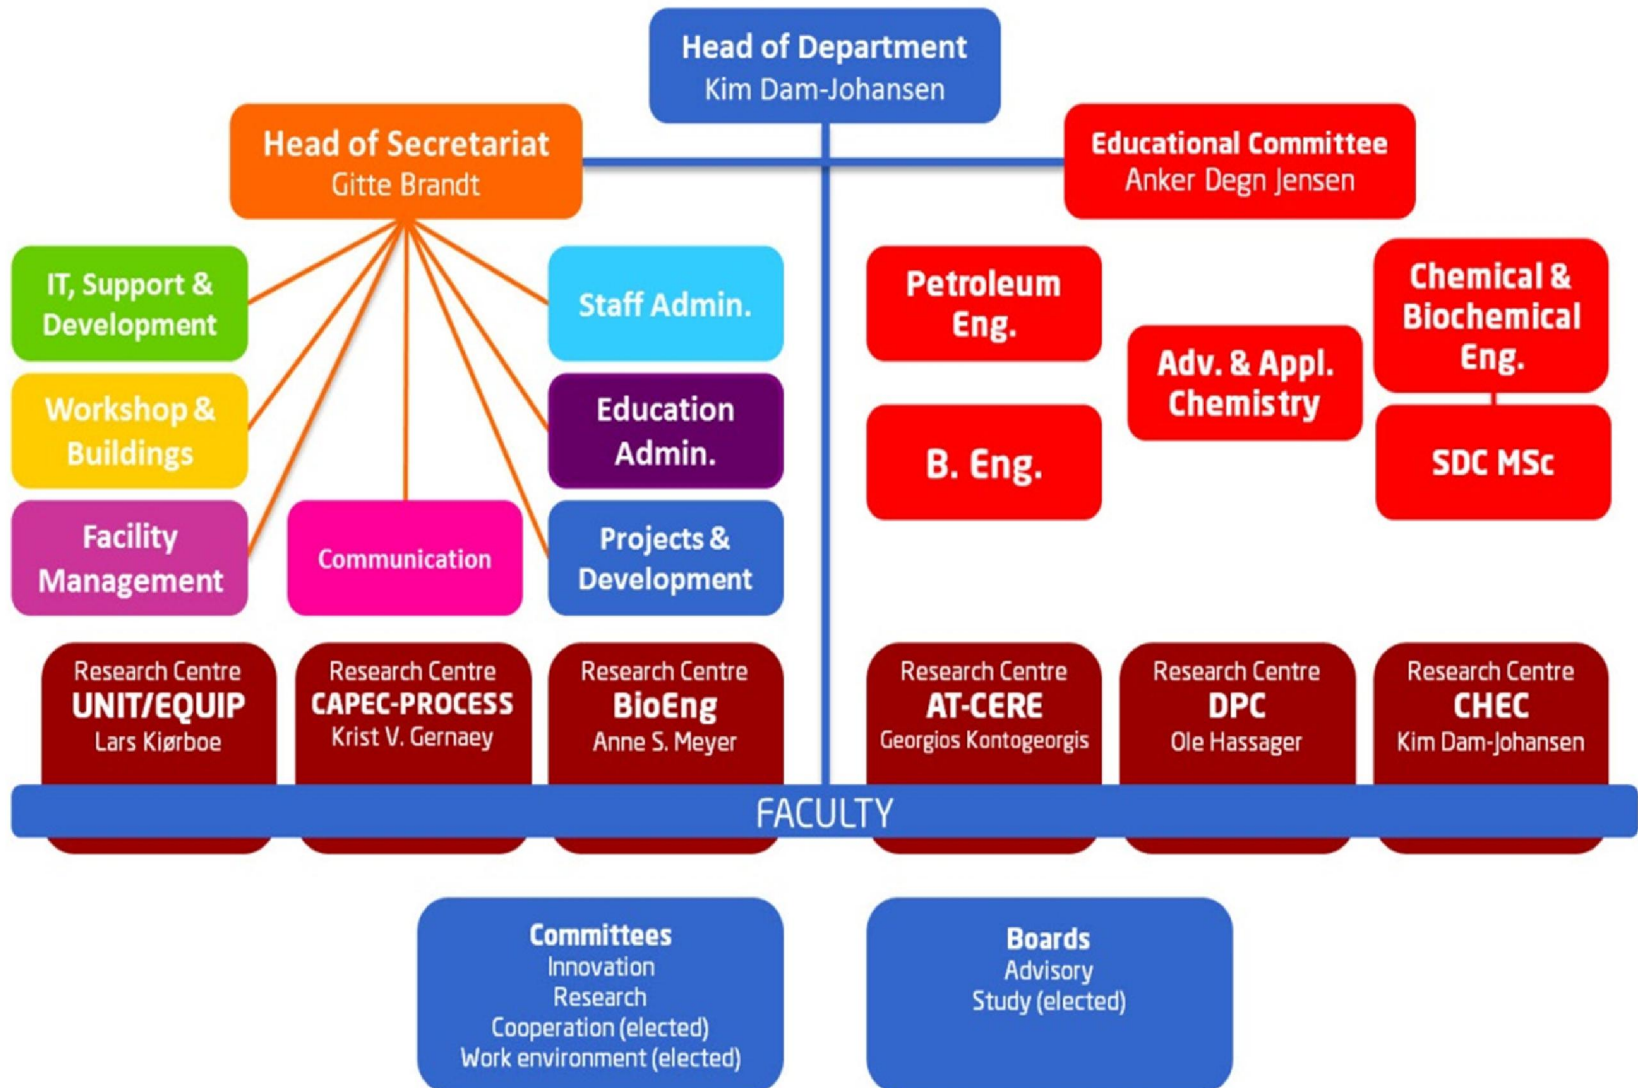 Head of Department
Kim Dam-Johansen
Head of Secretariat
Gitte Brandt
Educational Committee
Anker Degn Jensen
IT, Support &
Development
Staff Admin.
Workshop &
Buildings
Education
Admin.
Facility
Management
Communication
Projects &
Development
Petroleum
Eng.
Adv. & Appl.
Chemistry
Chemical &
Biochemical
Eng.
B. Eng.
SDC MSc
Research Centre
UNIT/EQUIP
Lars Kiørboe
Research Centre
CAPEC-PROCESS
Krist V. Gernaey
Research Centre
BioEng
Anne S. Meyer
Research Centre
AT-CERE
Georgios Kontogeorgis
Research Centre
DPC
Ole Hassager
Research Centre
CHEC
Kim Dam-Johansen
FACULTY
Committees
Innovation
Research
Cooperation (elected)
Work environment (elected)
Boards
Advisory
Study (elected)